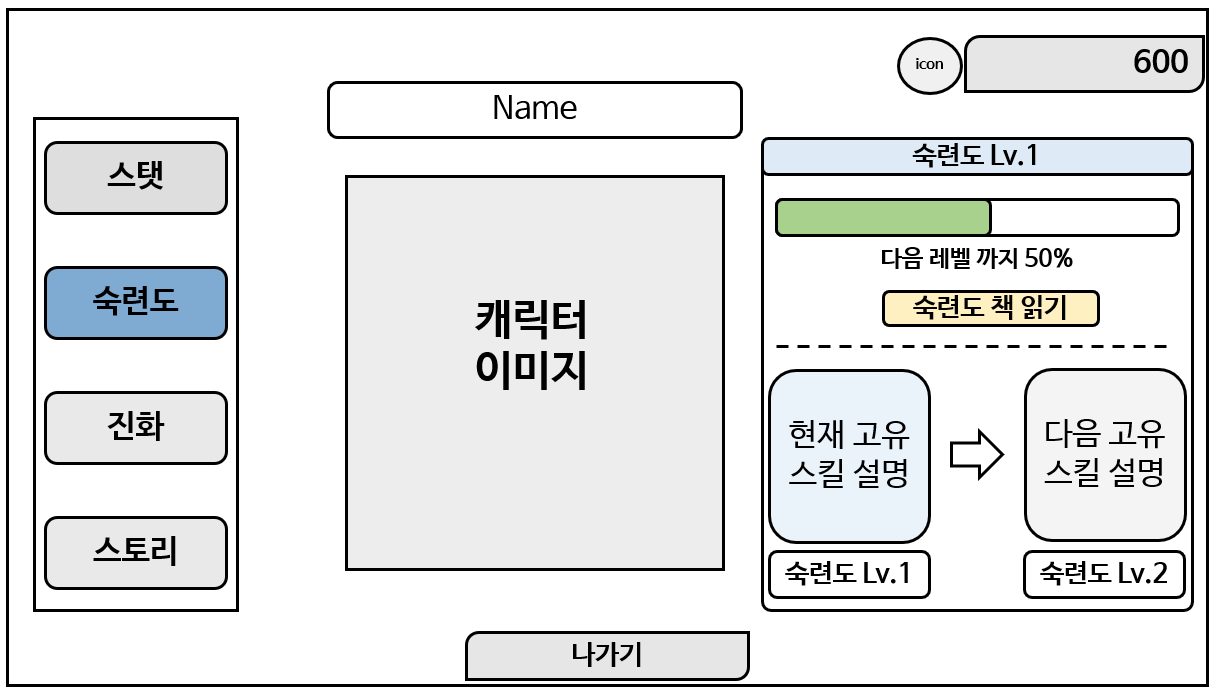 icon
600
Name
스탯
숙련도
진화
스토리
캐릭터
이미지
숙련도 Lv.1
다음 레벨 까지 50%
숙련도 책 읽기
현재 고유
스킬 설명
다음 고유
스킬 설명
숙련도 Lv.1
숙련도 Lv.2
나가기